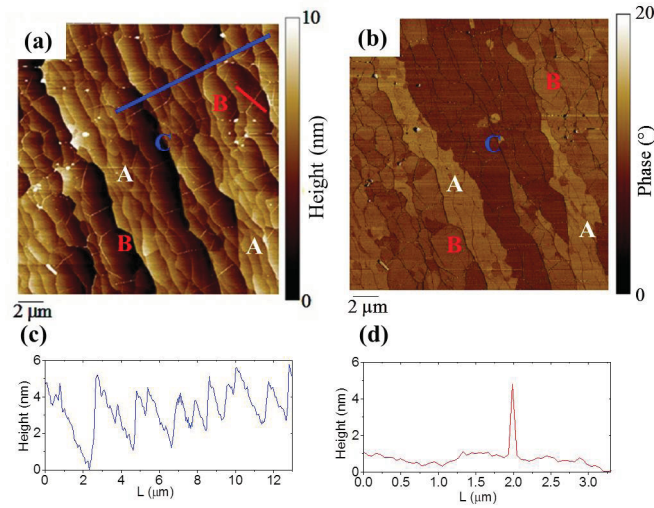 (a)
B
C
A
B
A
10
Height (nm)
0
2 μm
(b)
B
C
A
B
A
20
Phase (°)
0
2 μm
(c)
6
4
2
0
Height (nm)
0 2 4 6 8 10 12
L (μm)
(d)
6
4
2
0
Height (nm)
0.0 0.5 1.0 1.5 2.0 2.5 3.0
L (μm)